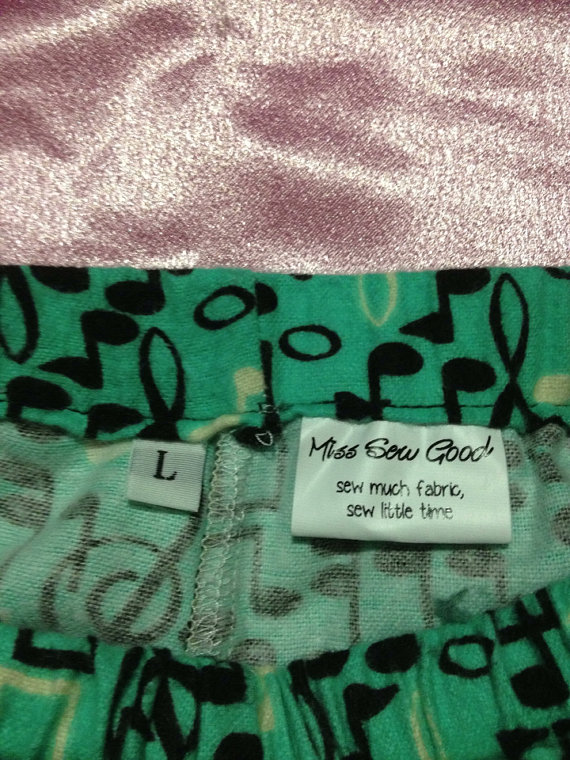 L
Miss Sew Good
sew much fabric,
sew little time